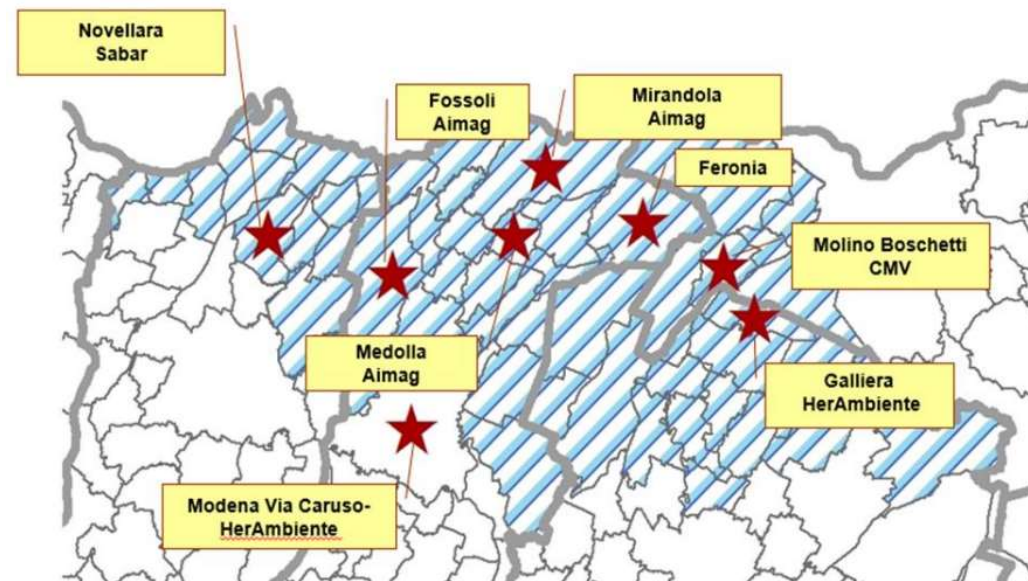 Novellara
Sabar
Fossoli
Aimag
Mirandola
Aimag
Feronia
Molino Boschetti
CMV
Medolla
Aimag
Galliera
HerAmbiente
Modena Via Caruso-
HerAmbiente